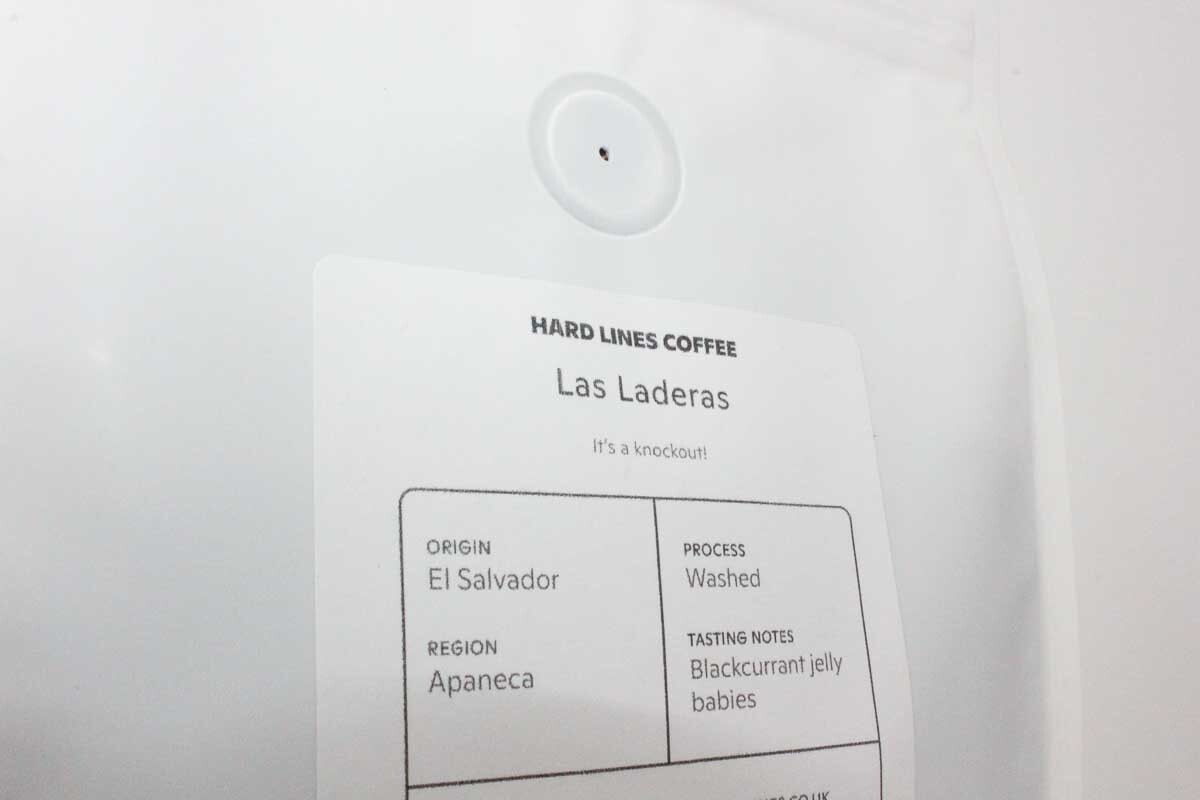 HARD LINES COFFEE
Las Laderas
It's a knockout!
ORIGIN
El Salvador
REGION
Apaneca
PROCESS
Washed
TASTING NOTES
Blackcurrant jelly
babies